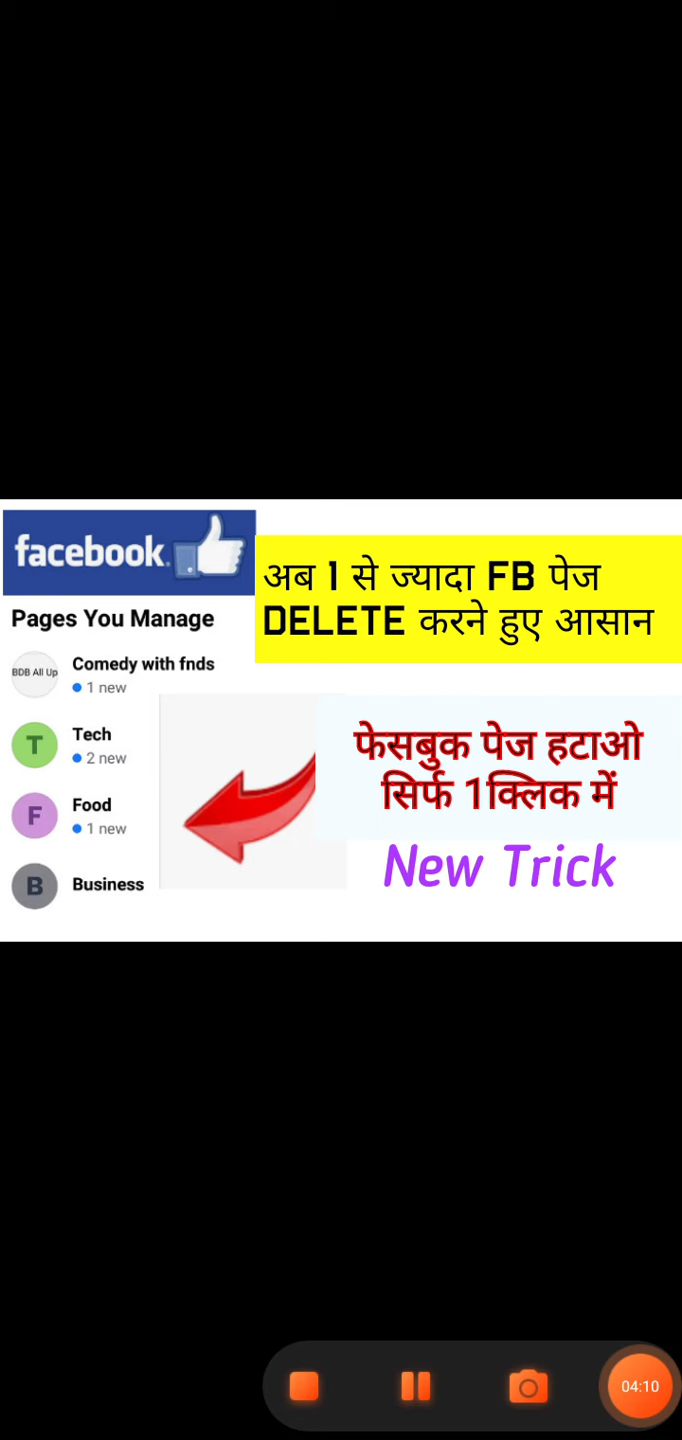 facebook.
अब 1 से ज्यादा FB पेज
DELETE करने हुए आसान
Pages You Manage
BDB All Up
Comedy with fnds
1 new
T
Tech
2 new
F
Food
1 new
B
Business
फेसबुक पेज हटाओ
सिर्फ 1क्लिक में
New Trick
04:10